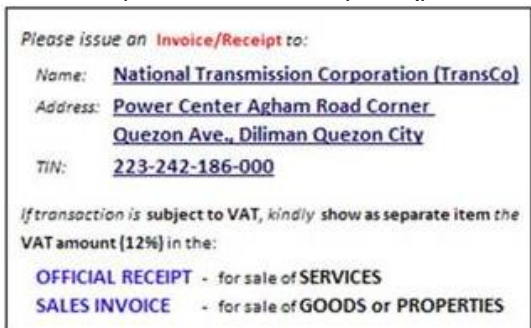 Please issue an Invoice/Receipt to:
Name: National Transmission Corporation (TransCo)
Address: Power Center Agham Road Corner
Quezon Ave., Diliman Quezon City
TIN: 223-242-186-000
If transaction is subject to VAT, kindly show as separate item the
VAT amount (12%) in the:
OFFICIAL RECEIPT - for sale of SERVICES
SALES INVOICE - for sale of GOODS or PROPERTIES